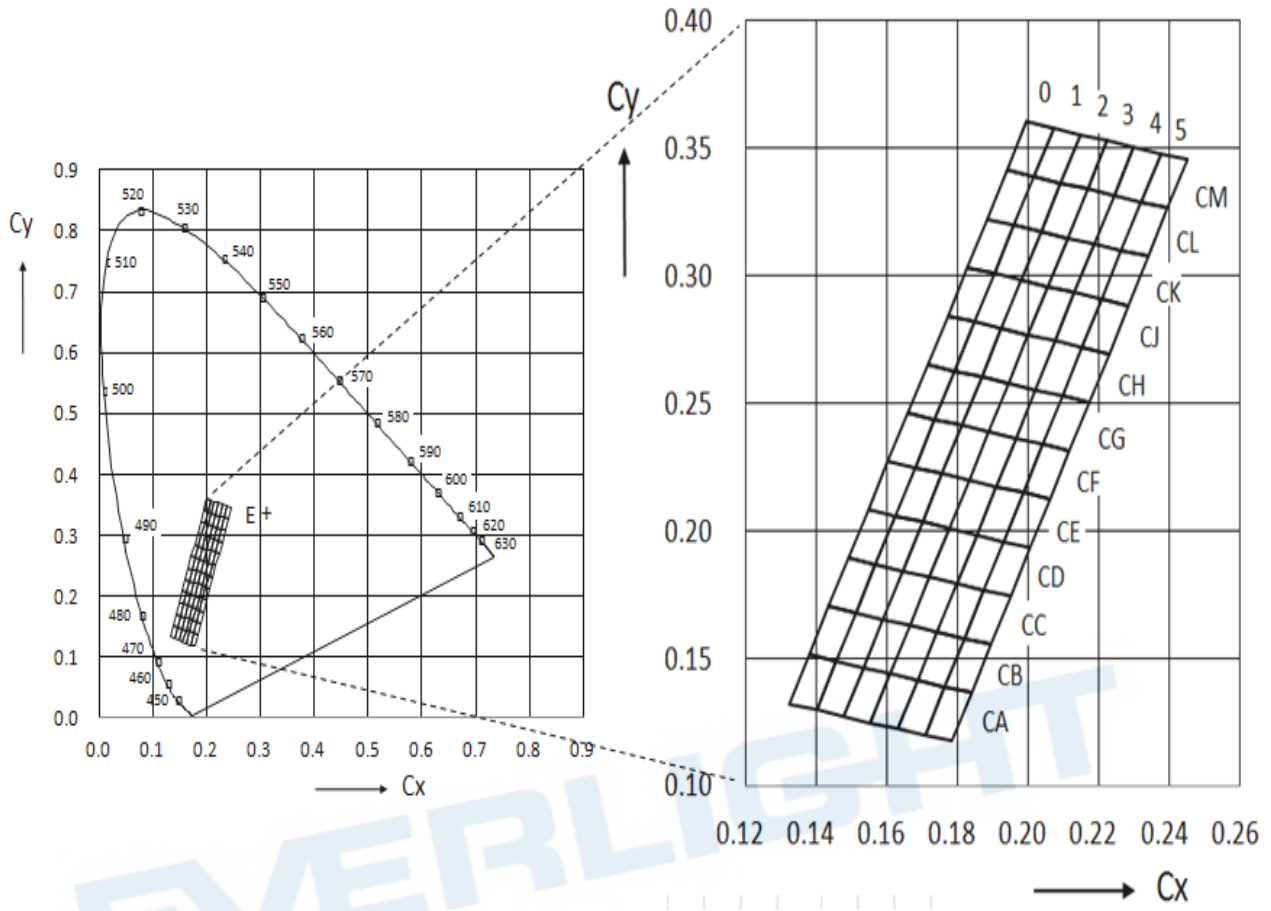 0.9
Cy
0.8
0.7
0.6
0.5
0.4
0.3
0.2
0.1
0.0
520
530
510
540
550
560
500
570
580
590
600
610
620
630
490
E +
480
470
460
450
0.0 0.1 0.2 0.3 0.4 0.5 0.6 0.7 0.8 0.9
Cx
0.40
Cy
0.35
0.30
0.25
0.20
0.15
0.10
0 1 2 3 4 5
CM
CL
CK
CJ
CH
CG
CF
CE
CD
CC
CB
CA
0.12 0.14 0.16 0.18 0.20 0.22 0.24 0.26
Cx
EVERLIGHT